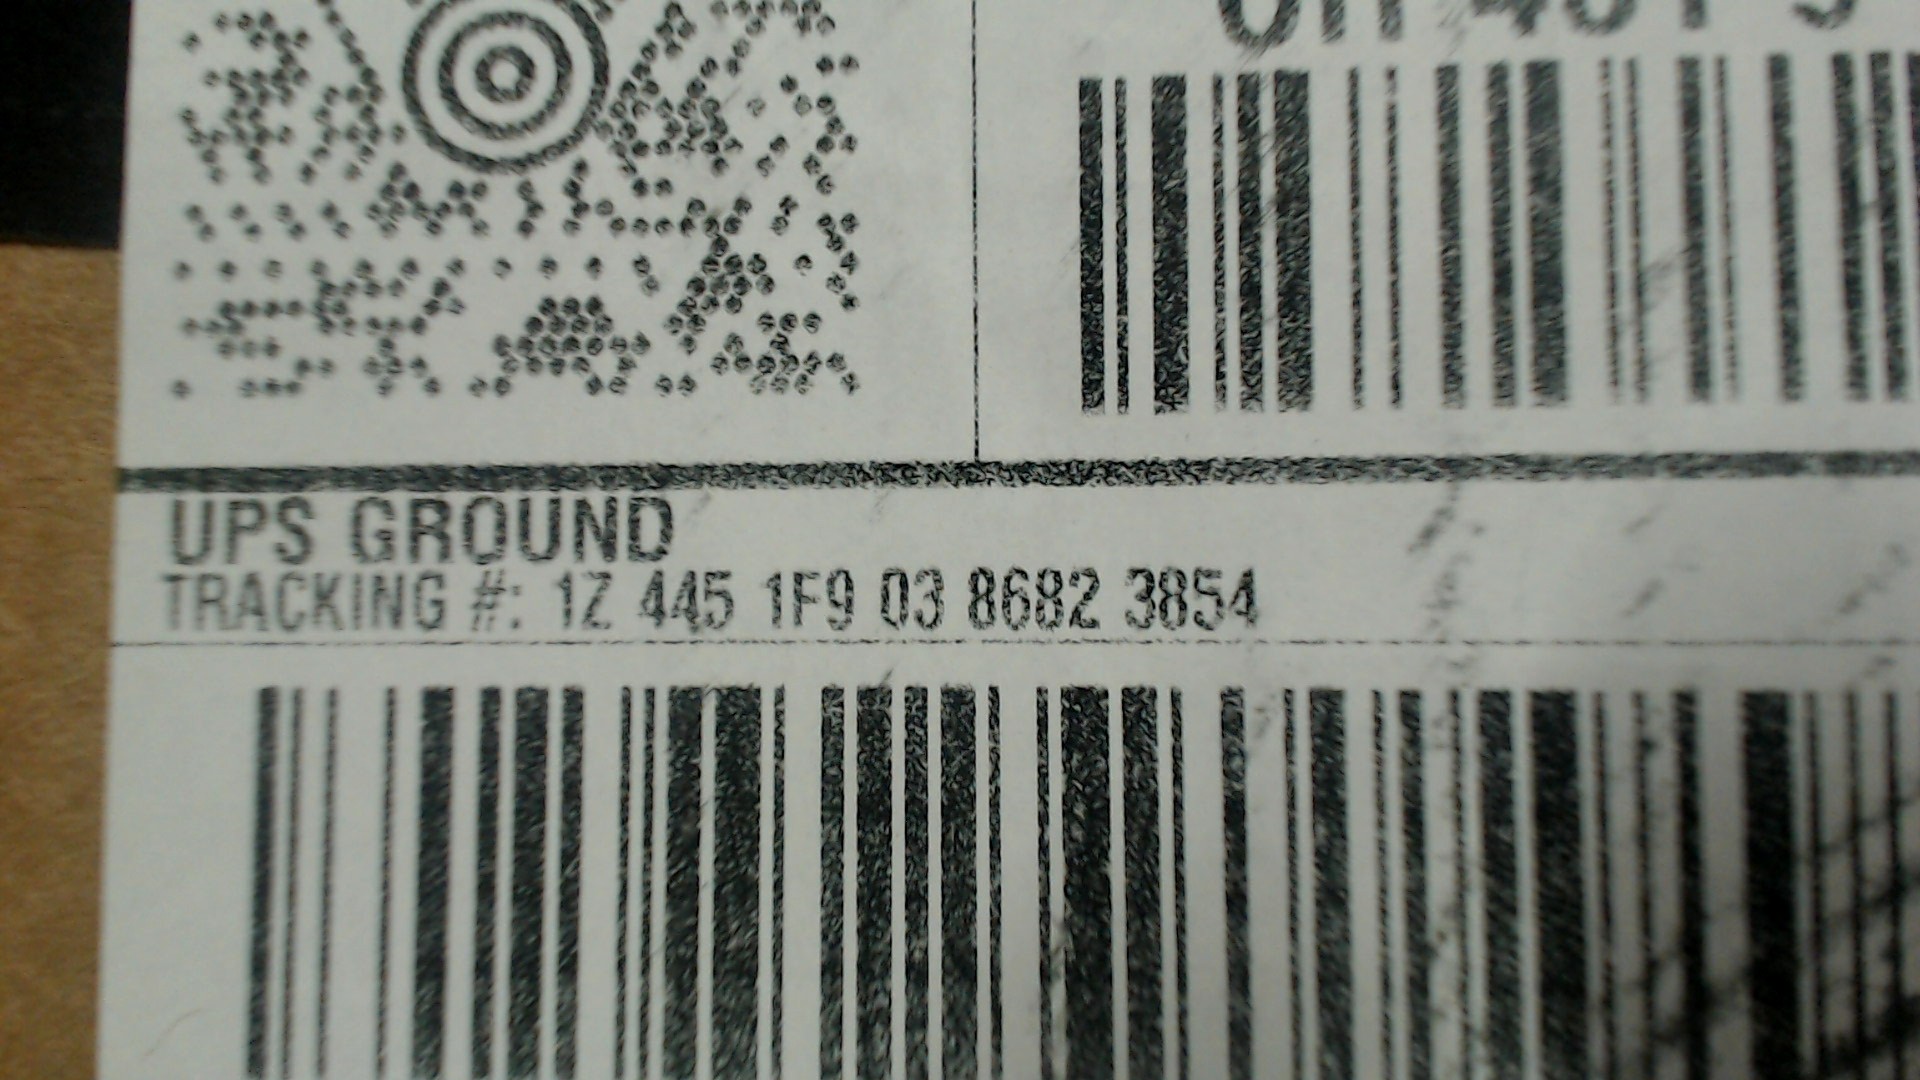 UPS GROUND
TRACKING #: 1Z 445 1F9 03 8682 3854